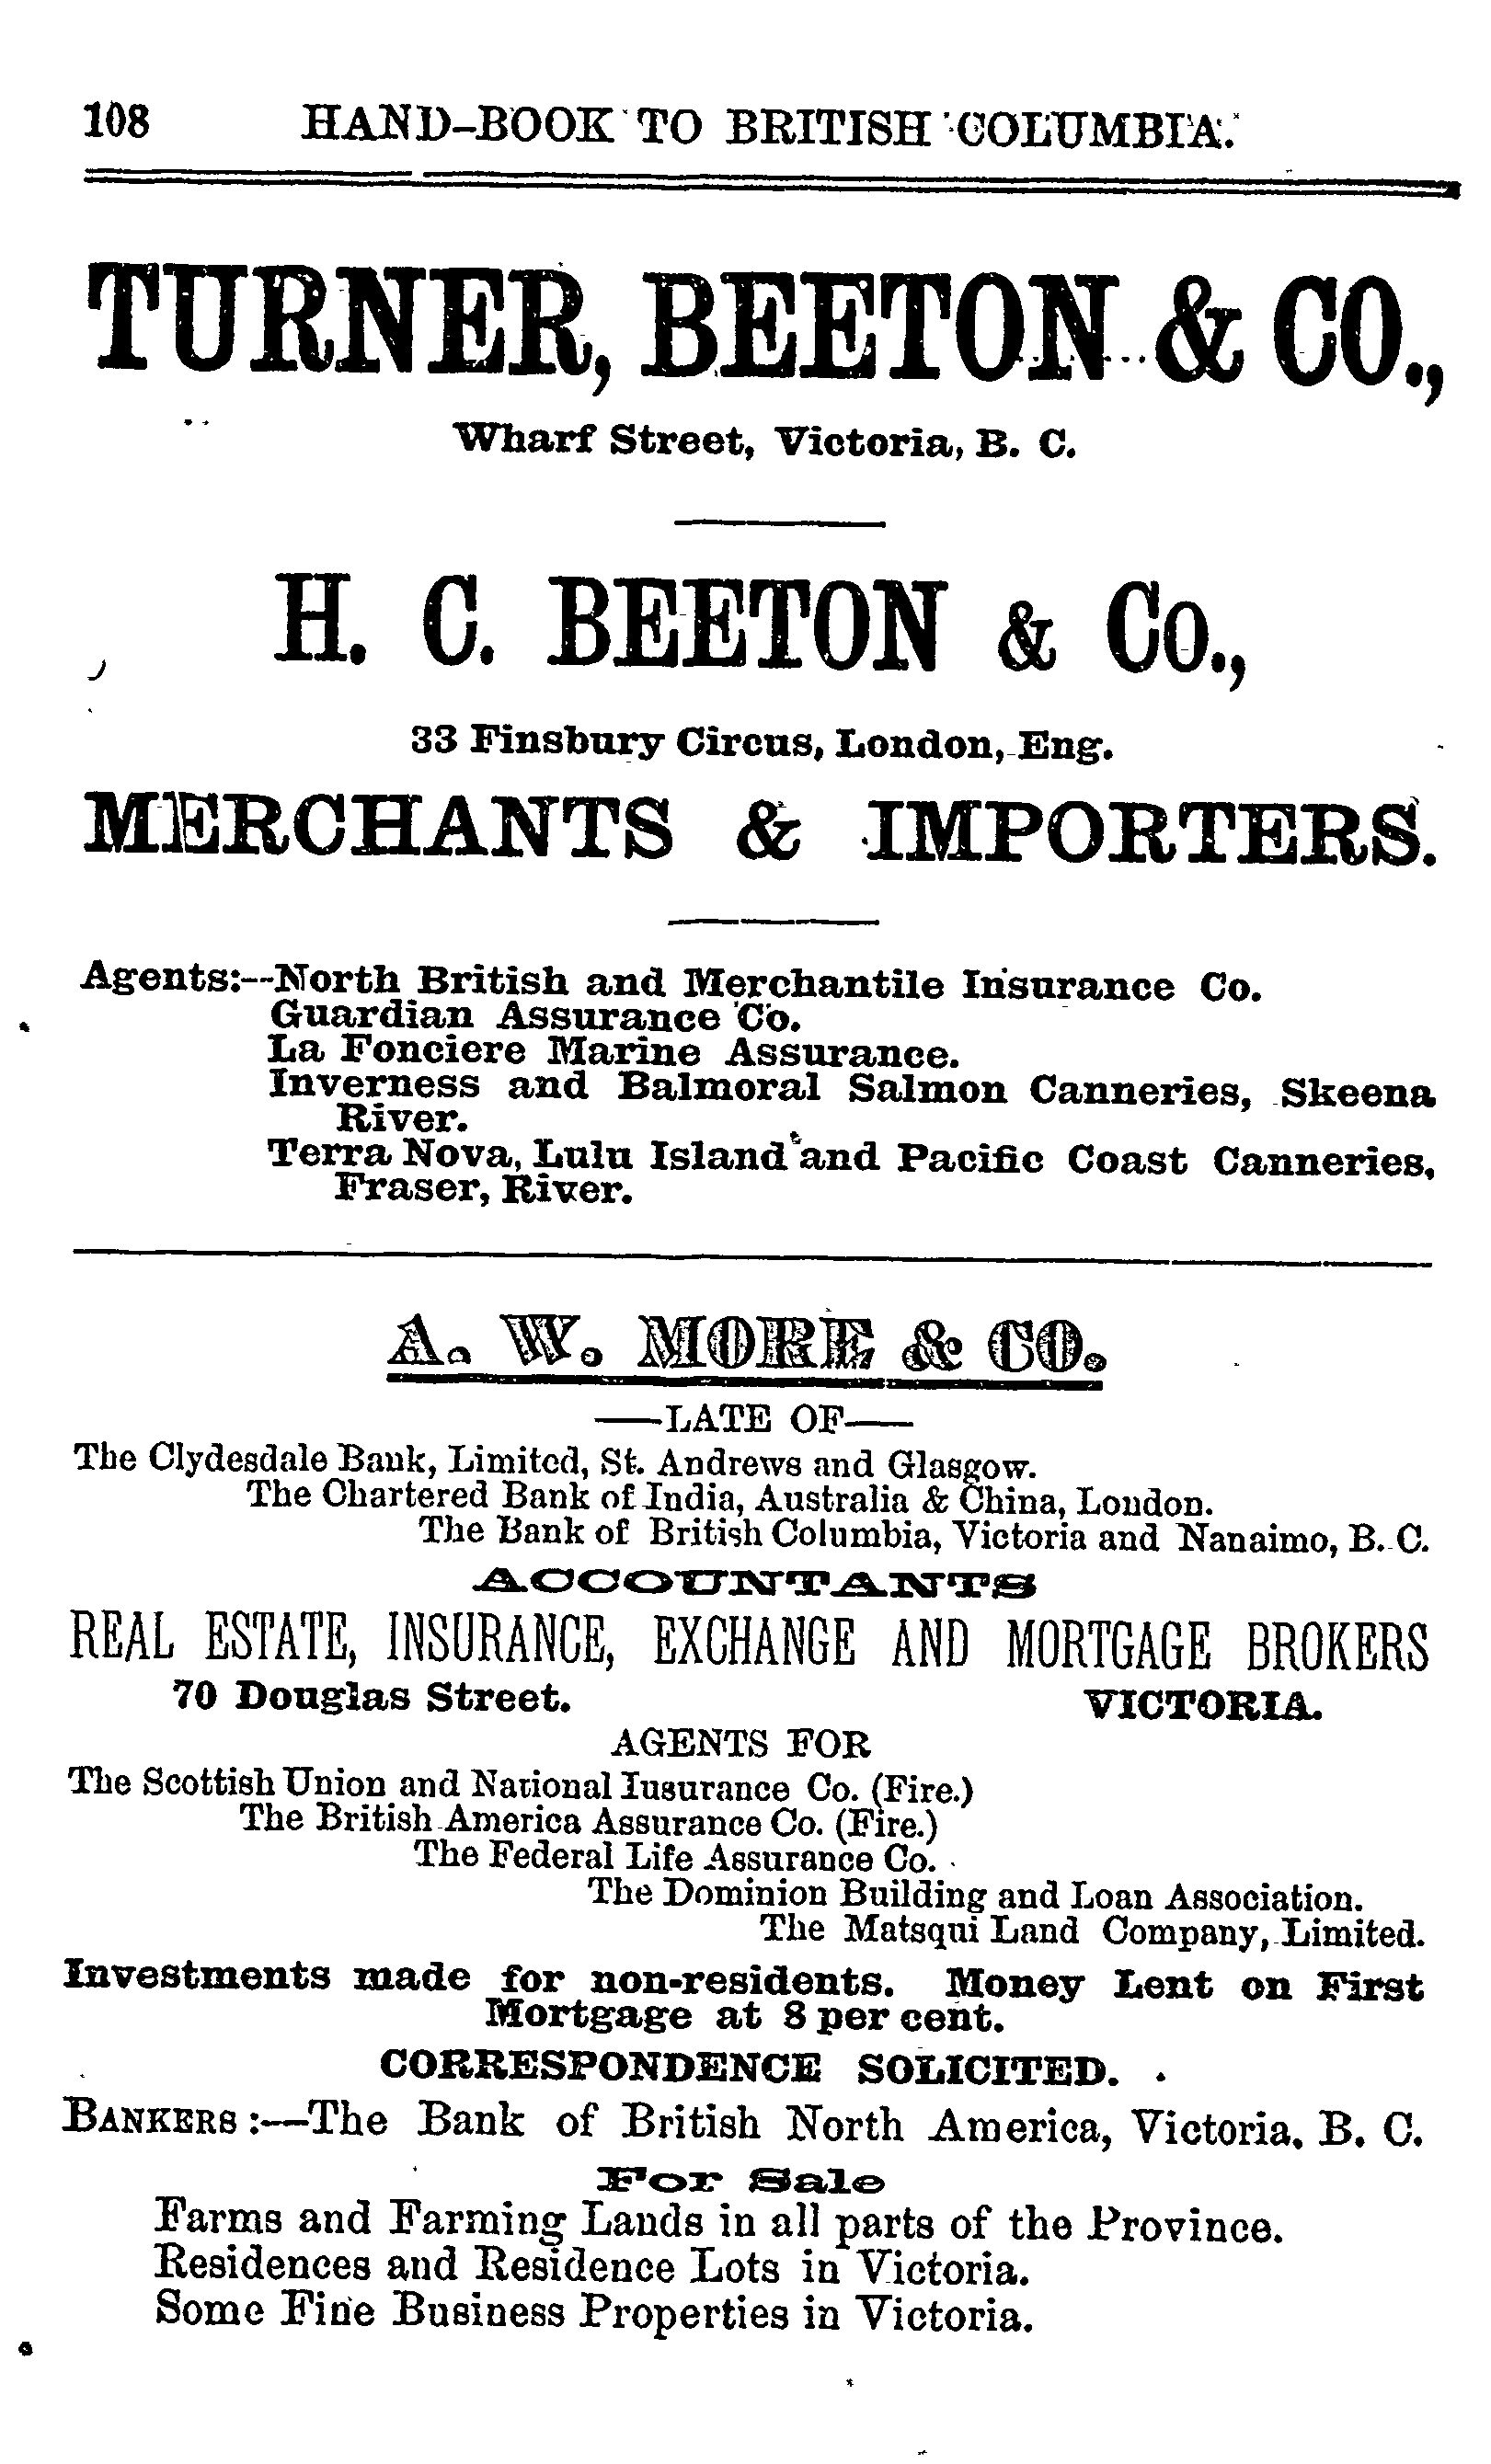 108 HAND-BOOK TO BRITISH COLUMBIA.
TURNER, BEETON & CO.,
Wharf Street, Victoria, B. C.
H. C. BEETON & Co.,
33 Finsbury Circus, London, Eng.
MERCHANTS & IMPORTERS.
Agents:--North British and Merchantile Insurance Co.
Guardian Assurance Co.
La Fonciere Marine Assurance.
Inverness and Balmoral Salmon Canneries, Skeena
River.
Terra Nova, Lulu Island and Pacific Coast Canneries,
Fraser, River.
A. W. MORE & CO.
—LATE OF—
The Clydesdale Bank, Limited, St. Andrews and Glasgow.
The Chartered Bank of India, Australia & China, London.
The Bank of British Columbia, Victoria and Nanaimo, B. C.
ACCOUNTANTS
REAL ESTATE, INSURANCE, EXCHANGE AND MORTGAGE BROKERS
70 Douglas Street. VICTORIA.
AGENTS FOR
The Scottish Union and National Insurance Co. (Fire.)
The British America Assurance Co. (Fire.)
The Federal Life Assurance Co.
The Dominion Building and Loan Association.
The Matsqui Land Company, Limited.
Investments made for non-residents. Money Lent on First
Mortgage at 8 per cent.
CORRESPONDENCE SOLICITED.
BANKERS:—The Bank of British North America, Victoria, B. C.
For Sale
Farms and Farming Lands in all parts of the Province.
Residences and Residence Lots in Victoria.
Some Fine Business Properties in Victoria.